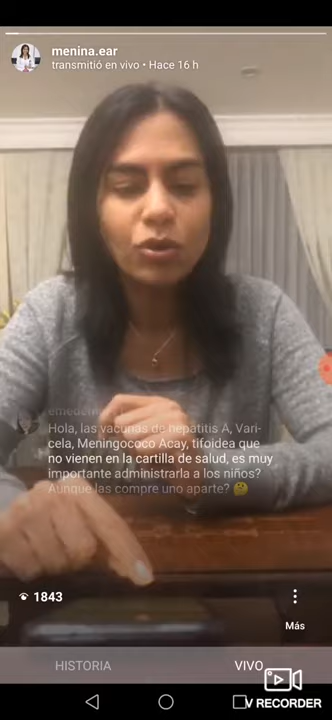 menina.ear
transmitió en vivo • Hace 16 h
Hola, las vacunas de hepatitis A, Vari-
cela, Meningococo Acay, tifoidea que
no vienen en la cartilla de salud, es muy
importante administrarla a los niños?
Aunque las compre uno aparte? 🤔
1843
Más
HISTORIA
VIVO
V RECORDER